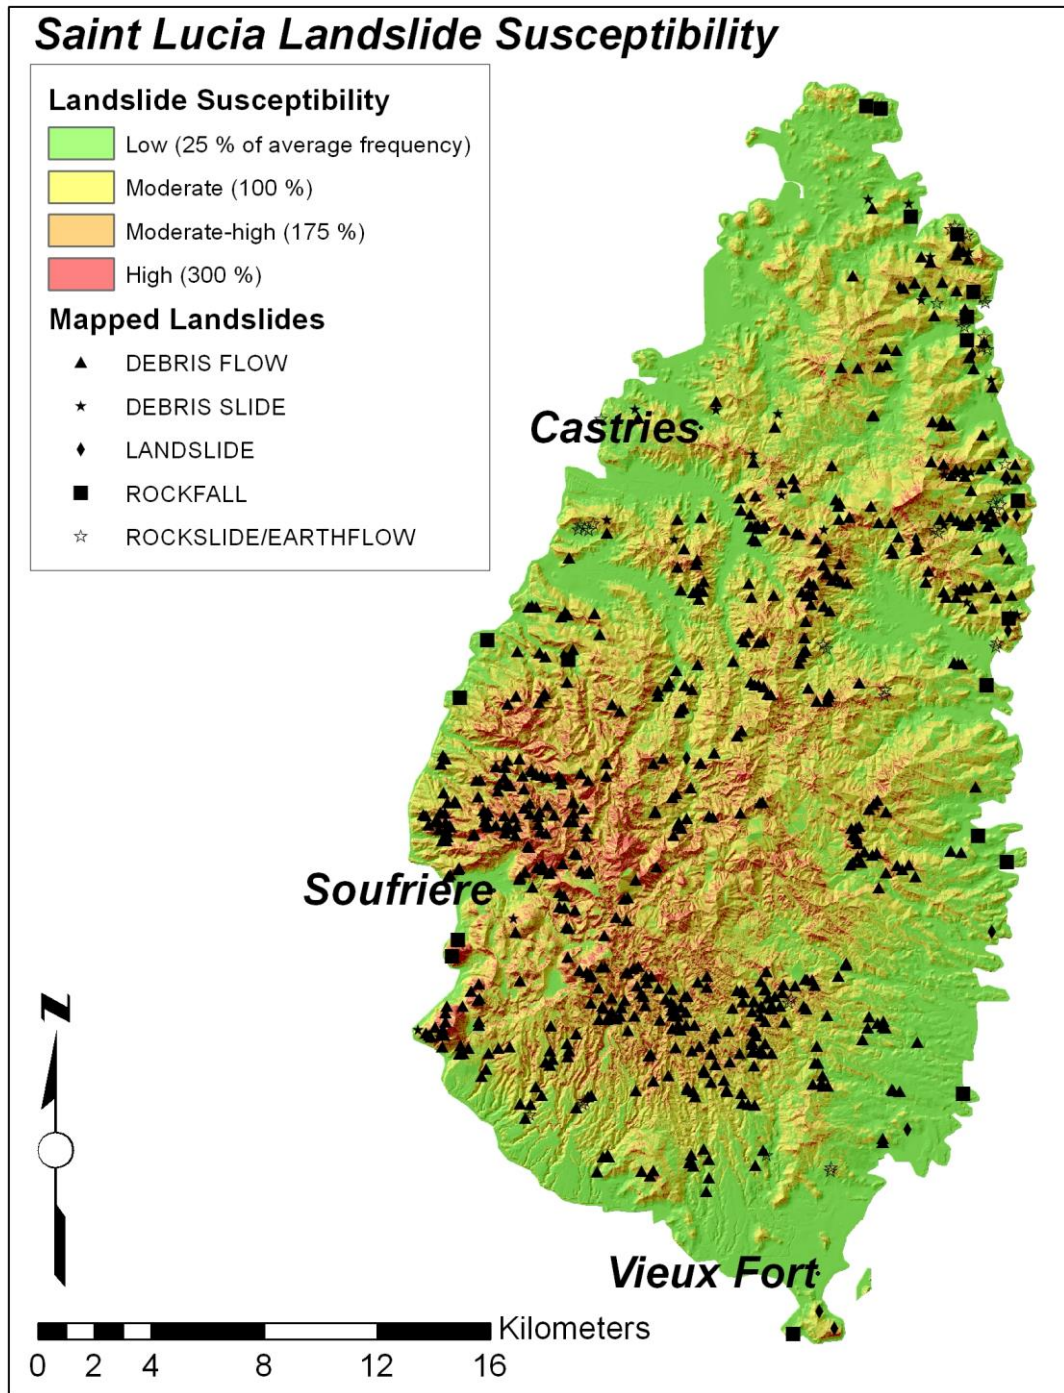 Saint Lucia Landslide Susceptibility
Landslide Susceptibility
Low (25 % of average frequency)
Moderate (100 %)
Moderate-high (175 %)
High (300 %)
Mapped Landslides
DEBRIS FLOW
DEBRIS SLIDE
LANDSLIDE
ROCKFALL
ROCKSLIDE/EARTHFLOW
Castries
Soufriere
Vieux Fort
N
Kilometers
0 2 4 8 12 16